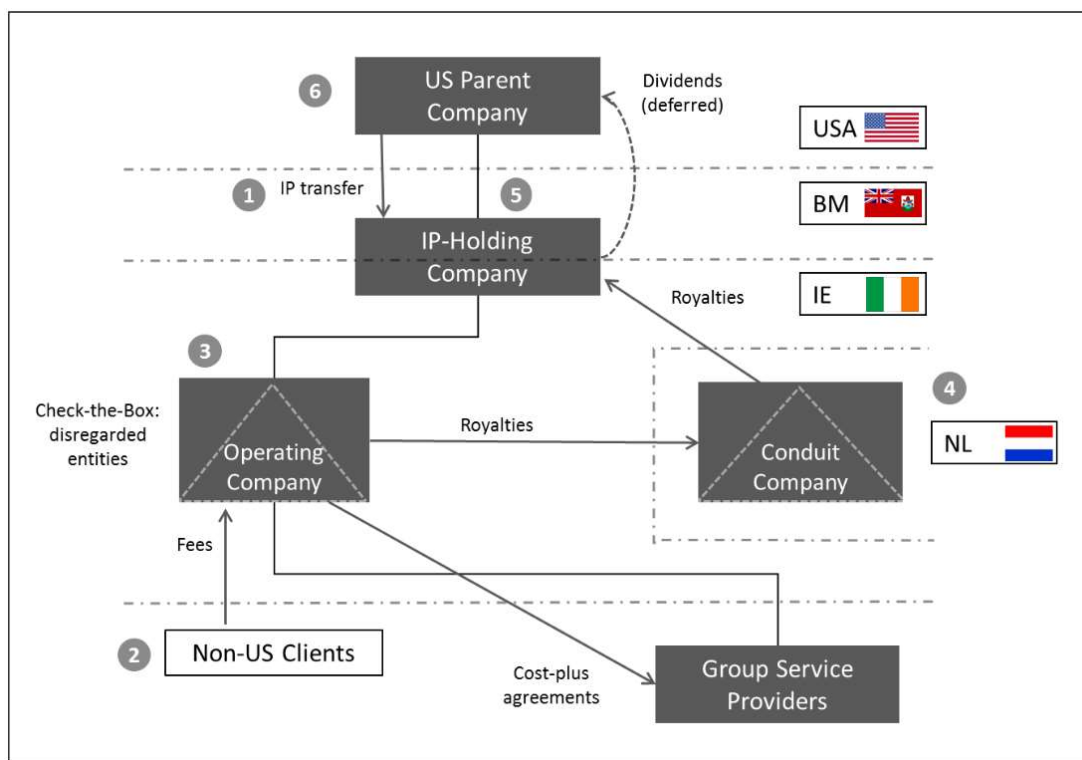 6
US Parent
Company
Dividends
(deferred)
USA
1
IP transfer
5
BM
IP-Holding
Company
Royalties
IE
3
Check-the-Box:
disregarded
entities
Operating
Company
Royalties
Conduit
Company
4
NL
Fees
2
Non-US Clients
Cost-plus
agreements
Group Service
Providers